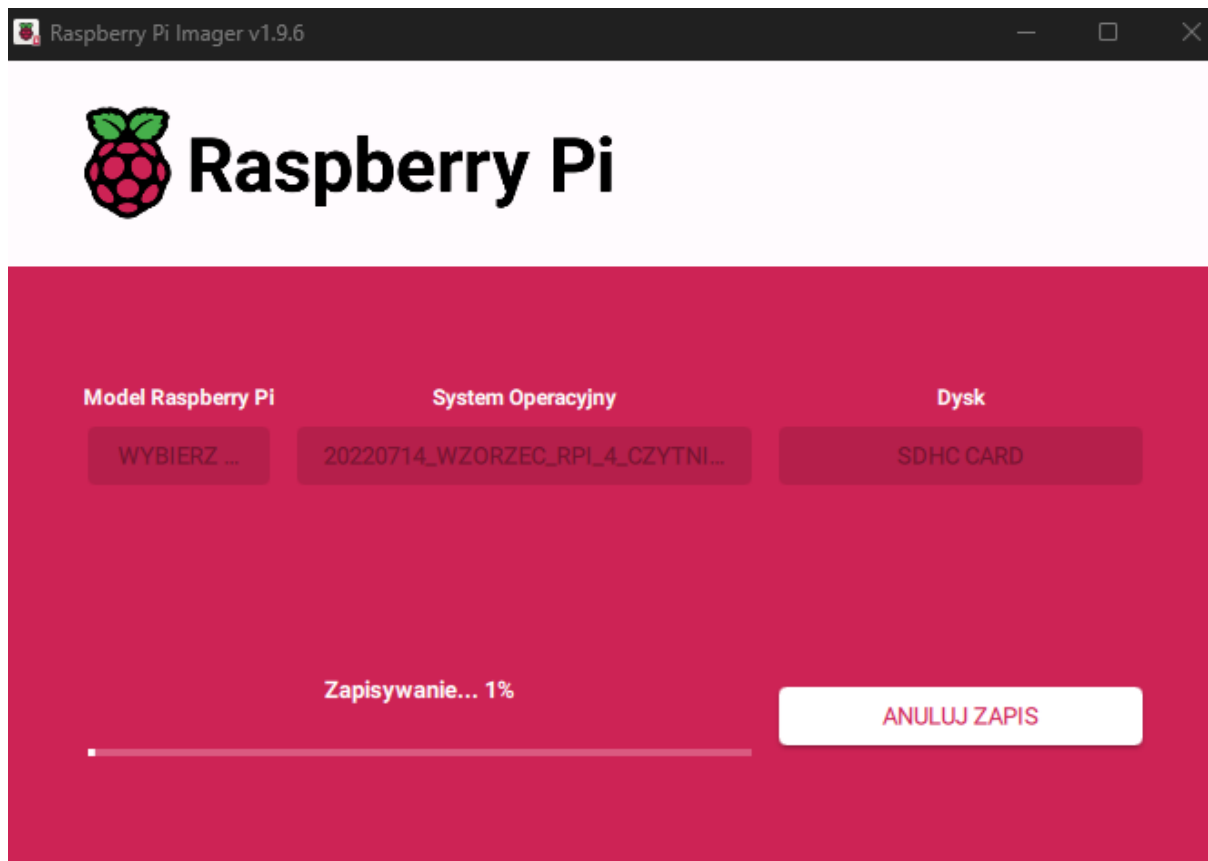 Raspberry Pi Imager v1.9.6
Raspberry Pi
Model Raspberry Pi
System Operacyjny
Dysk
WYBIERZ ...
20220714_WZORZEC_RPI_4_CZYTNI...
SDHC CARD
Zapisywanie... 1%
ANULUJ ZAPIS